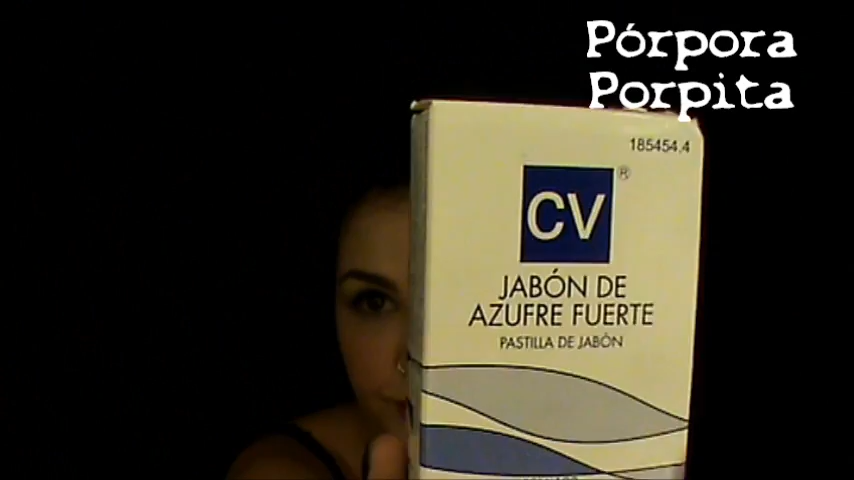 Pórpora
Porpita
185454.4
CV®
JABÓN DE
AZUFRE FUERTE
PASTILLA DE JABÓN